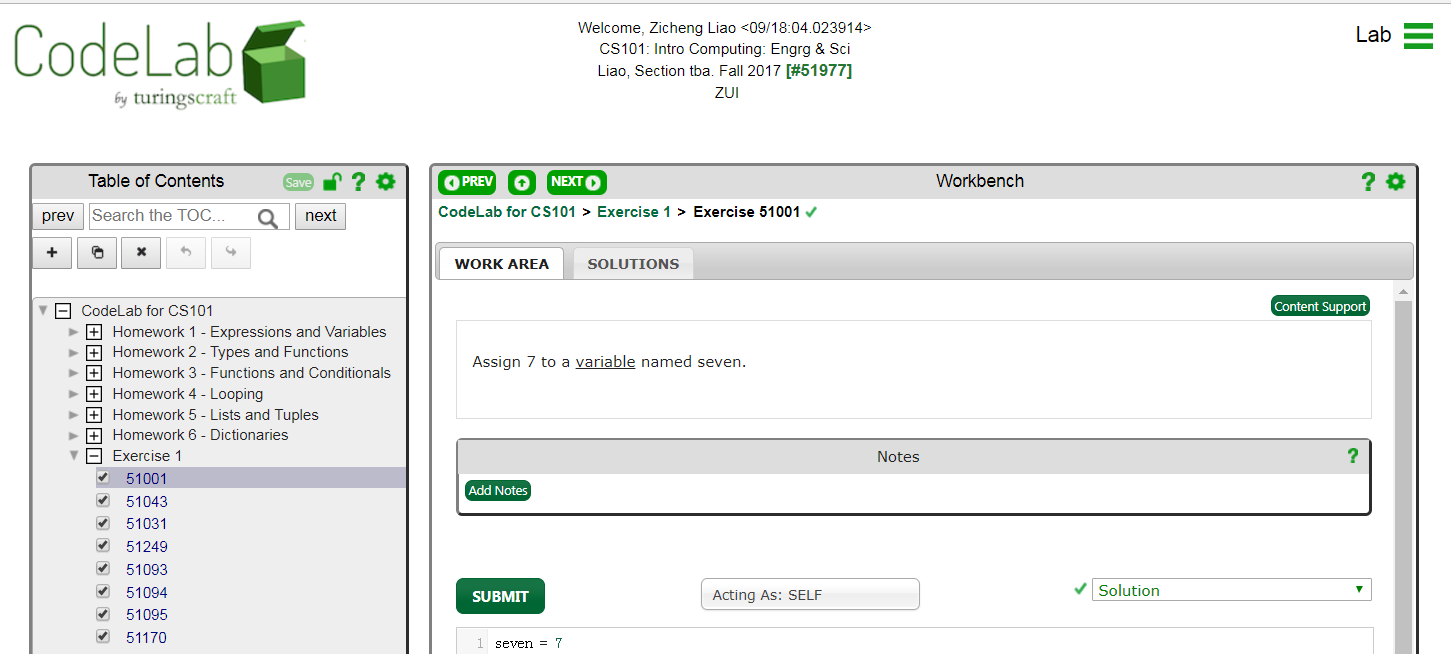 CodeLab
by turingscraft
Welcome, Zicheng Liao <09/18:04.023914>
CS101: Intro Computing: Engrg & Sci
Liao, Section tba. Fall 2017 [#51977]
ZUI
Lab
Table of Contents
Save
?
prev
Search the TOC...
next
CodeLab for CS101
Homework 1 - Expressions and Variables
Homework 2 - Types and Functions
Homework 3 - Functions and Conditionals
Homework 4 - Looping
Homework 5 - Lists and Tuples
Homework 6 - Dictionaries
Exercise 1
51001
51043
51031
51249
51093
51094
51095
51170
PREV
NEXT
Workbench
?
CodeLab for CS101 > Exercise 1 > Exercise 51001
WORK AREA
SOLUTIONS
Content Support
Assign 7 to a variable named seven.
Notes
?
Add Notes
SUBMIT
Acting As: SELF
Solution
1 seven = 7